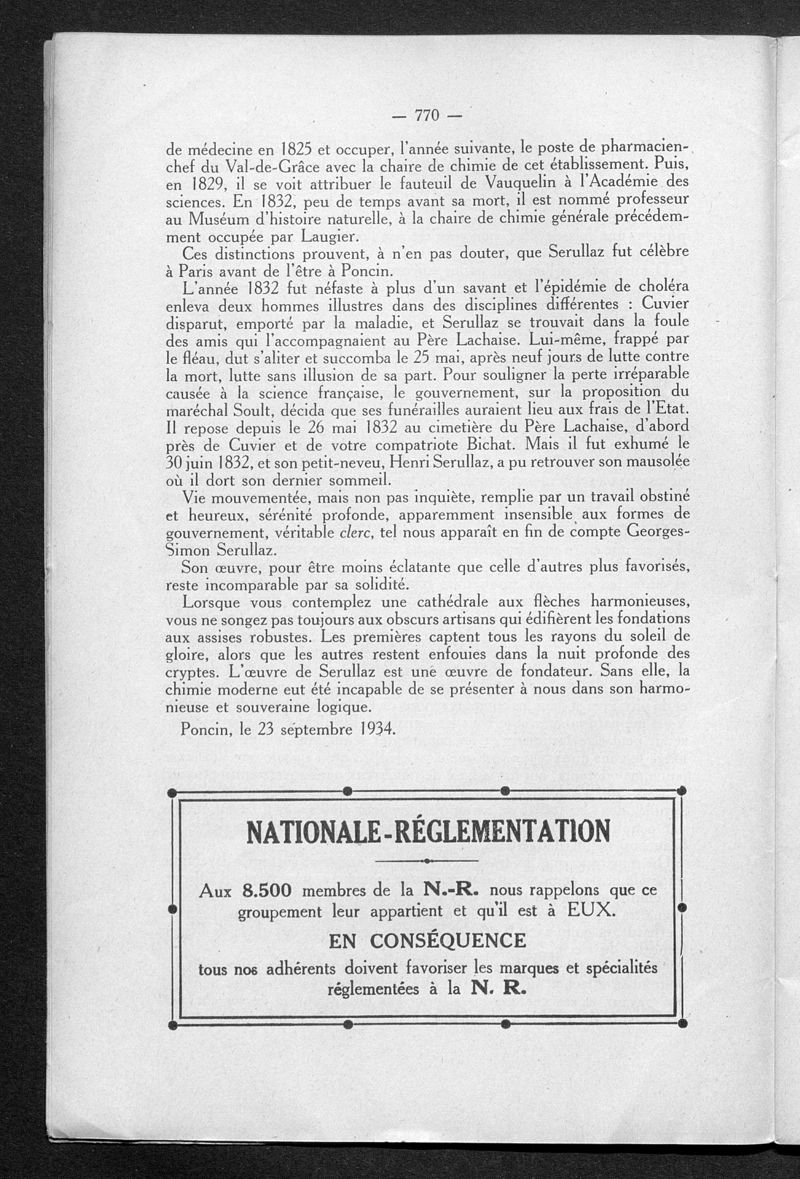 — 770 —
de médecine en 1825 et occuper, l'année suivante, le poste de pharmacien-
chef du Val-de-Grâce avec la chaire de chimie de cet établissement. Puis,
en 1829, il se voit attribuer le fauteuil de Vauquelin à l'Académie des
sciences. En 1832, peu de temps avant sa mort, il est nommé professeur
au Muséum d'histoire naturelle, à la chaire de chimie générale précédem-
ment occupée par Laugier.
Ces distinctions prouvent, à n'en pas douter, que Serullaz fut célèbre
à Paris avant de l'être à Poncin.
L'année 1832 fut néfaste à plus d'un savant et l'épidémie de choléra
enleva deux hommes illustres dans des disciplines différentes : Cuvier
disparut, emporté par la maladie, et Serullaz se trouvait dans la foule
des amis qui l'accompagnaient au Père Lachaise. Lui-même, frappé par
le fléau, dut s'aliter et succomba le 25 mai, après neuf jours de lutte contre
la mort, lutte sans illusion de sa part. Pour souligner la perte irréparable
causée à la science française, le gouvernement, sur la proposition du
maréchal Soult, décida que ses funérailles auraient lieu aux frais de l'Etat.
Il repose depuis le 26 mai 1832 au cimetière du Père Lachaise, d'abord
près de Cuvier et de votre compatriote Bichat. Mais il fut exhumé le
30 juin 1832, et son petit-neveu, Henri Serullaz, a pu retrouver son mausolée
où il dort son dernier sommeil.
Vie mouvementée, mais non pas inquiète, remplie par un travail obstiné
et heureux, sérénité profonde, apparemment insensible aux formes de
gouvernement, véritable clerc, tel nous apparaît en fin de compte Georges-
Simon Serullaz.
Son œuvre, pour être moins éclatante que celle d'autres plus favorisés,
reste incomparable par sa solidité.
Lorsque vous contemplez une cathédrale aux flèches harmonieuses,
vous ne songez pas toujours aux obscurs artisans qui édifièrent les fondations
aux assises robustes. Les premières captent tous les rayons du soleil de
gloire, alors que les autres restent enfouies dans la nuit profonde des
cryptes. L'œuvre de Serullaz est une œuvre de fondateur. Sans elle, la
chimie moderne eut été incapable de se présenter à nous dans son harmo-
nieuse et souveraine logique.
Poncin, le 23 septembre 1934.
NATIONALE-RÉGLEMENTATION
Aux 8.500 membres de la N.-R. nous rappelons que ce
groupement leur appartient et qu'il est à EUX.
EN CONSÉQUENCE
tous nos adhérents doivent favoriser les marques et spécialités
réglementées à la N. R.